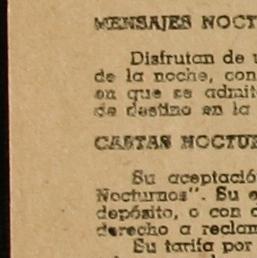 MENSAJES NOCT
Disfrutan de u
de la noche, con
en que se admit
de destino en la
CARTAS NOCTU
Su aceptació
Nocturnos". Su e
depósito, o con a
derecho a reclam
Su tarifa por